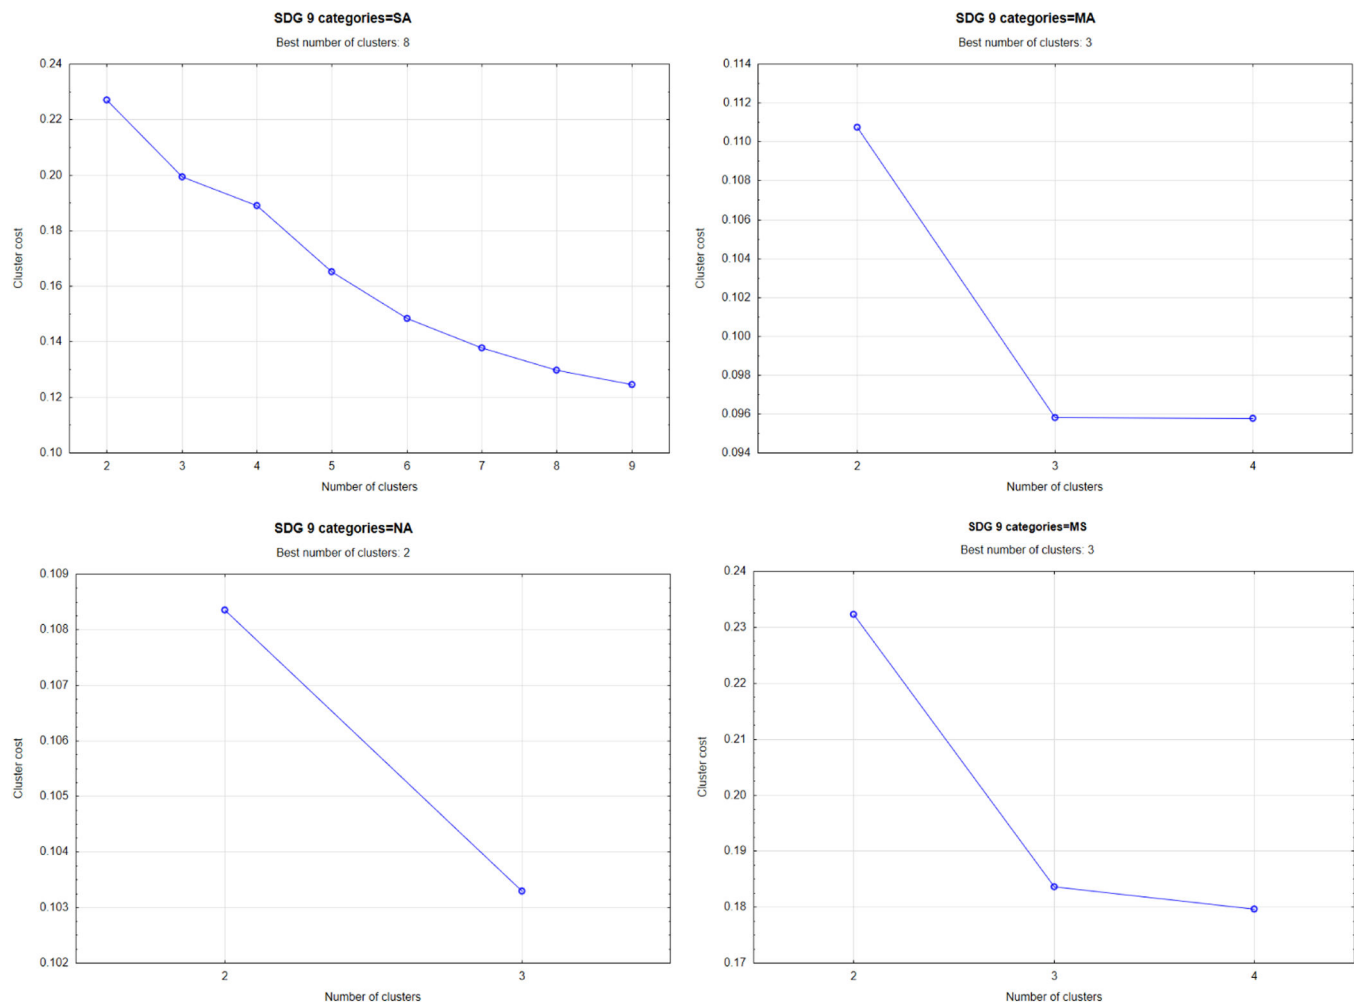 SDG 9 categories=SA
Best number of clusters: 8
0.24
0.22
0.20
0.18
0.16
0.14
0.12
0.10
Cluster cost
2 3 4 5 6 7 8 9
Number of clusters
SDG 9 categories=MA
Best number of clusters: 3
0.114
0.112
0.110
0.108
0.106
0.104
0.102
0.100
0.098
0.096
0.094
Cluster cost
2 3 4
Number of clusters
SDG 9 categories=NA
Best number of clusters: 2
0.109
0.108
0.107
0.106
0.105
0.104
0.103
0.102
Cluster cost
2 3
Number of clusters
SDG 9 categories=MS
Best number of clusters: 3
0.24
0.23
0.22
0.21
0.20
0.19
0.18
0.17
Cluster cost
2 3 4
Number of clusters